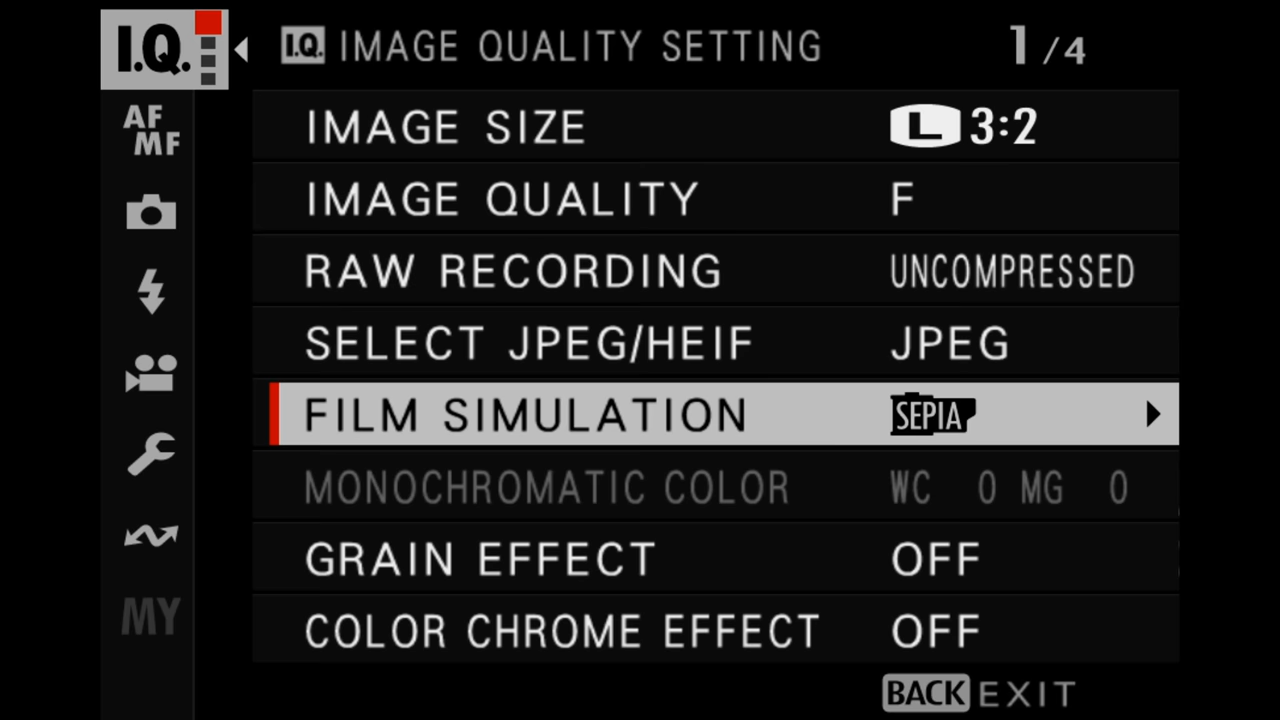 I.Q. I.Q. IMAGE QUALITY SETTING 1/4
AF
MF
IMAGE SIZE L 3:2
IMAGE QUALITY F
RAW RECORDING UNCOMPRESSED
SELECT JPEG/HEIF JPEG
FILM SIMULATION SEPIA
MONOCHROMATIC COLOR WC 0 MG 0
GRAIN EFFECT OFF
MY
COLOR CHROME EFFECT OFF
BACK EXIT